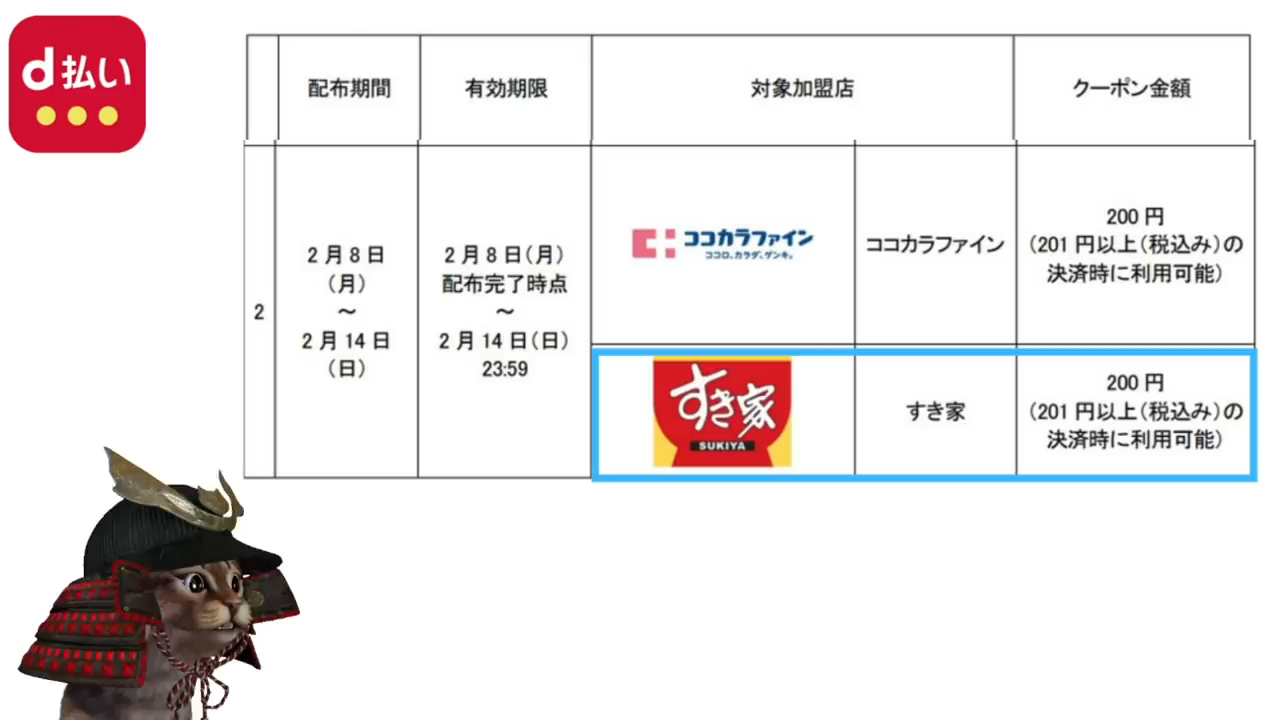 d払い
配布期間
有効期限
対象加盟店
クーポン金額
2
2月8日
（月）
～
2月14日
（日）
2月8日（月）
配布完了時点
～
2月14日（日）
23:59
ココカラファイン
ココロ、カラダ、ゲンキ。
ココカラファイン
200円
（201円以上（税込み）の
決済時に利用可能）
すき家
SUKIYA
すき家
200円
（201円以上（税込み）の
決済時に利用可能）